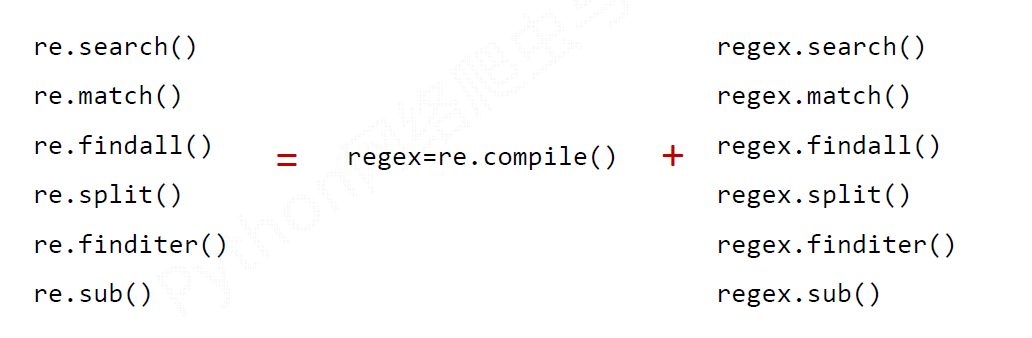 re.search()
re.match()
re.findall()
re.split()
re.finditer()
re.sub()
=
regex=re.compile()
+
regex.search()
regex.match()
regex.findall()
regex.split()
regex.finditer()
regex.sub()
Python网络爬虫与